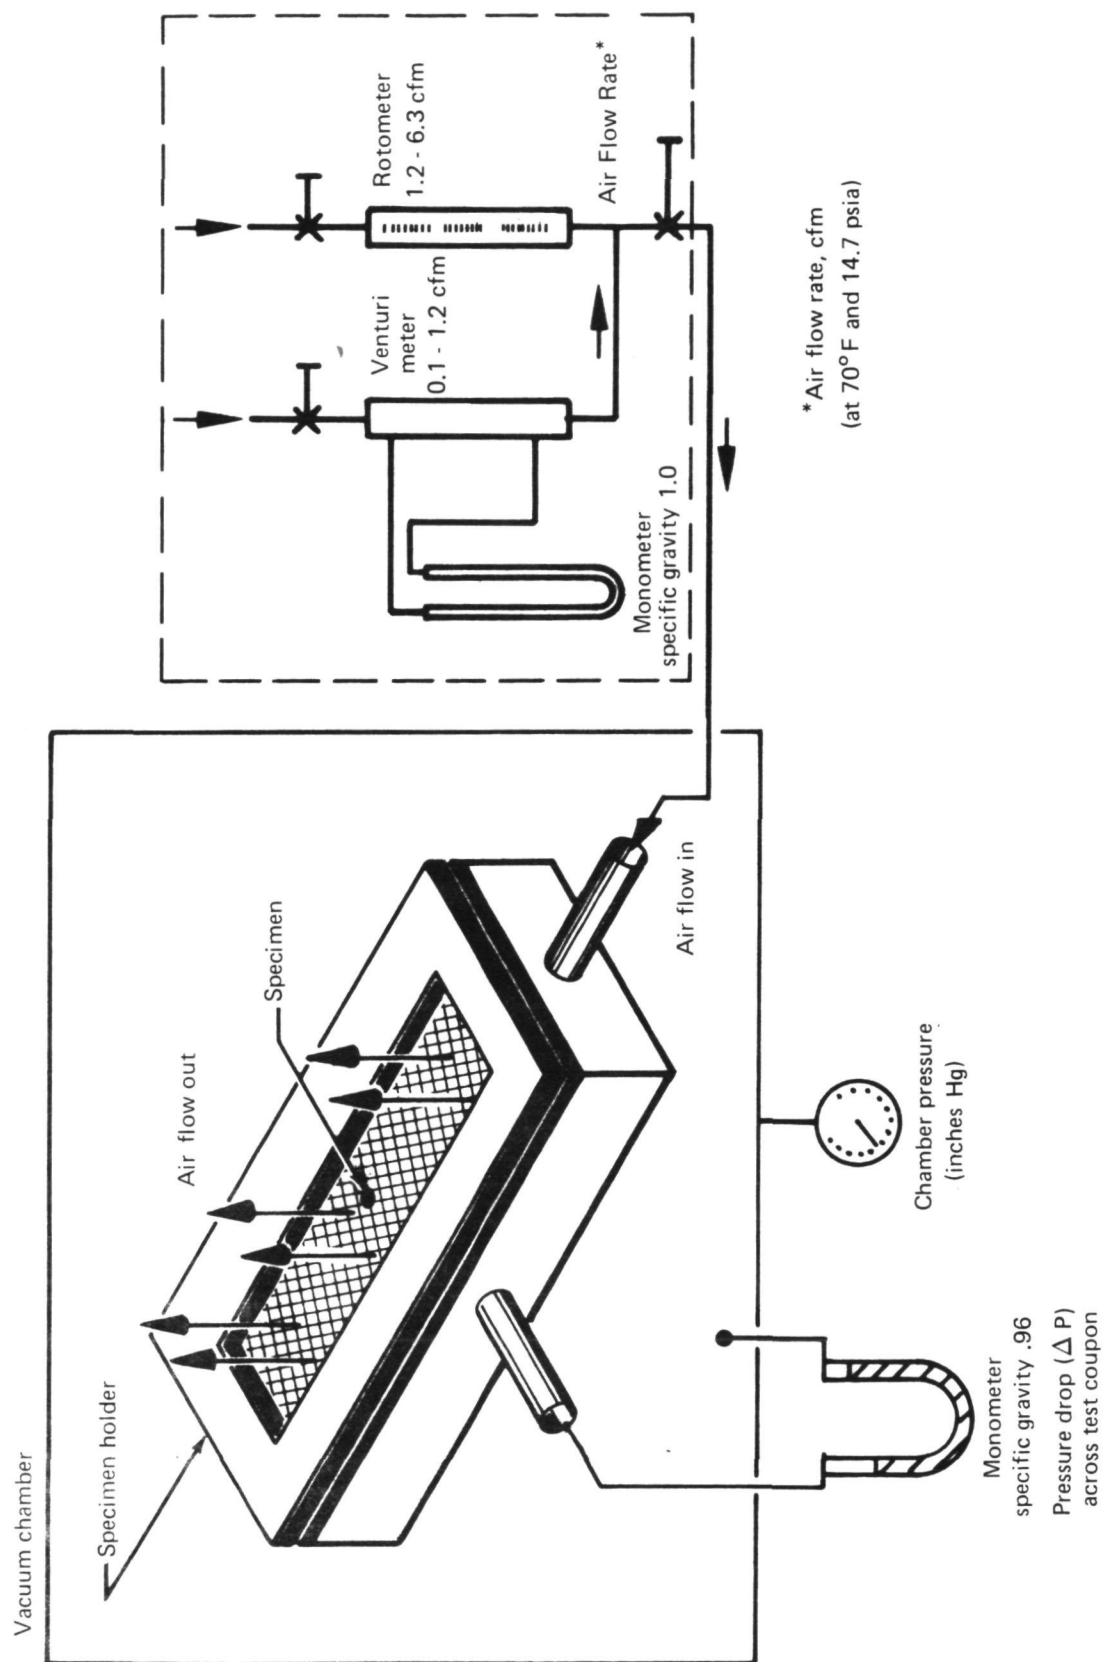 Vacuum chamber
Specimen holder
Air flow out
Specimen
Air flow in
Monometer
specific gravity .96
Pressure drop (Δ P)
across test coupon
Chamber pressure
(inches Hg)
Monometer
specific gravity 1.0
Venturi
meter
0.1 - 1.2 cfm
Rotometer
1.2 - 6.3 cfm
Air Flow Rate*
*Air flow rate, cfm
(at 70°F and 14.7 psia)